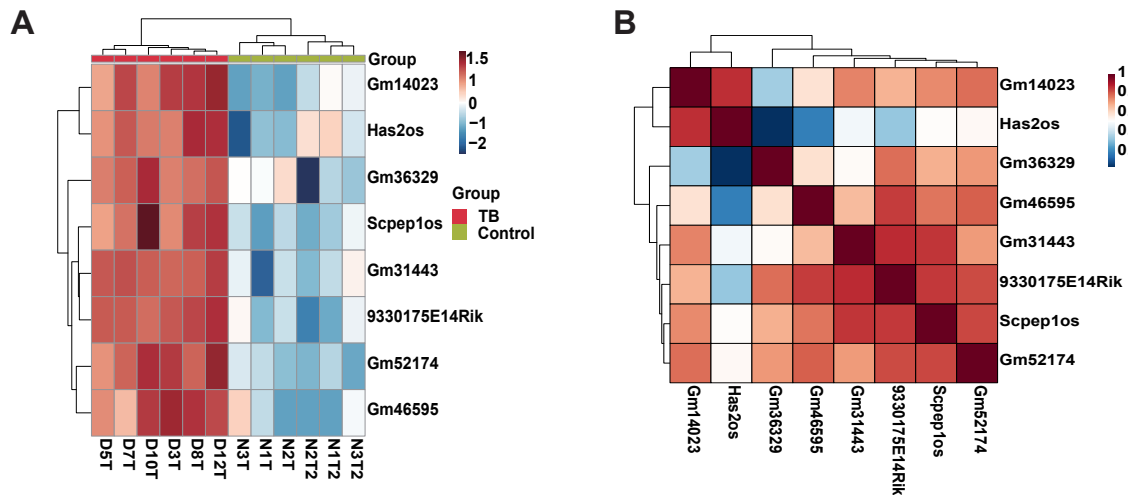 A
B
Group
1.5
1
0
−1
−2
Gm14023
Has2os
Gm36329
Scpep1os
Gm31443
9330175E14Rik
Gm52174
Gm46595
Group
TB
Control
D5T
D7T
D10T
D3T
D8T
D12T
N3T
N1T
N2T
N2T2
N1T2
N3T2
Gm14023
Has2os
Gm36329
Gm46595
Gm31443
9330175E14Rik
Scpep1os
Gm52174
1
0
0
0
0
Gm14023
Has2os
Gm36329
Gm46595
Gm31443
9330175E14Rik
Scpep1os
Gm52174